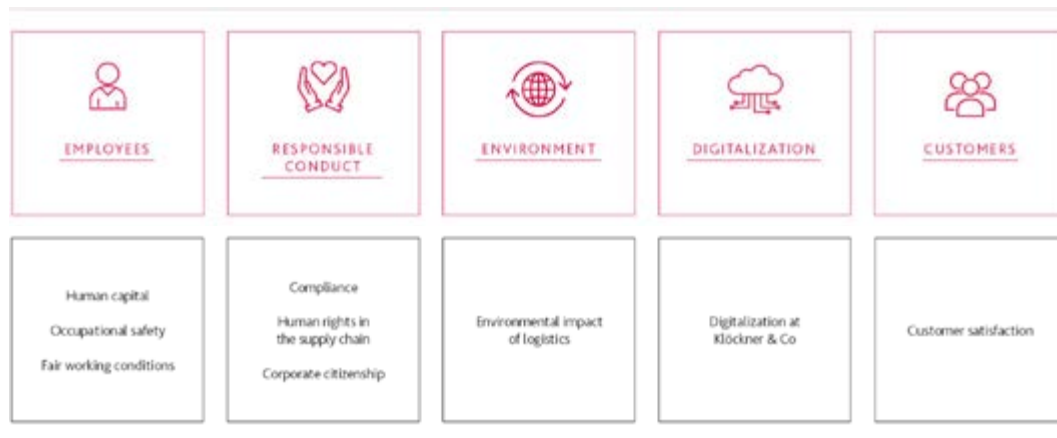 EMPLOYEES
RESPONSIBLE
CONDUCT
ENVIRONMENT
DIGITALIZATION
CUSTOMERS
Human capital
Occupational safety
Fair working conditions
Compliance
Human rights in
the supply chain
Corporate citizenship
Environmental impact
of logistics
Digitalization at
Klöckner & Co
Customer satisfaction